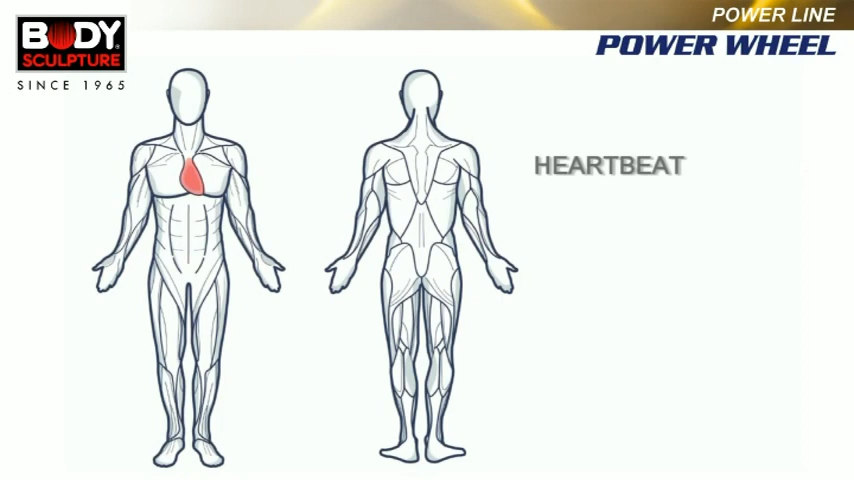 BODY
SCULPTURE
SINCE 1965
POWER LINE
POWER WHEEL
HEARTBEAT